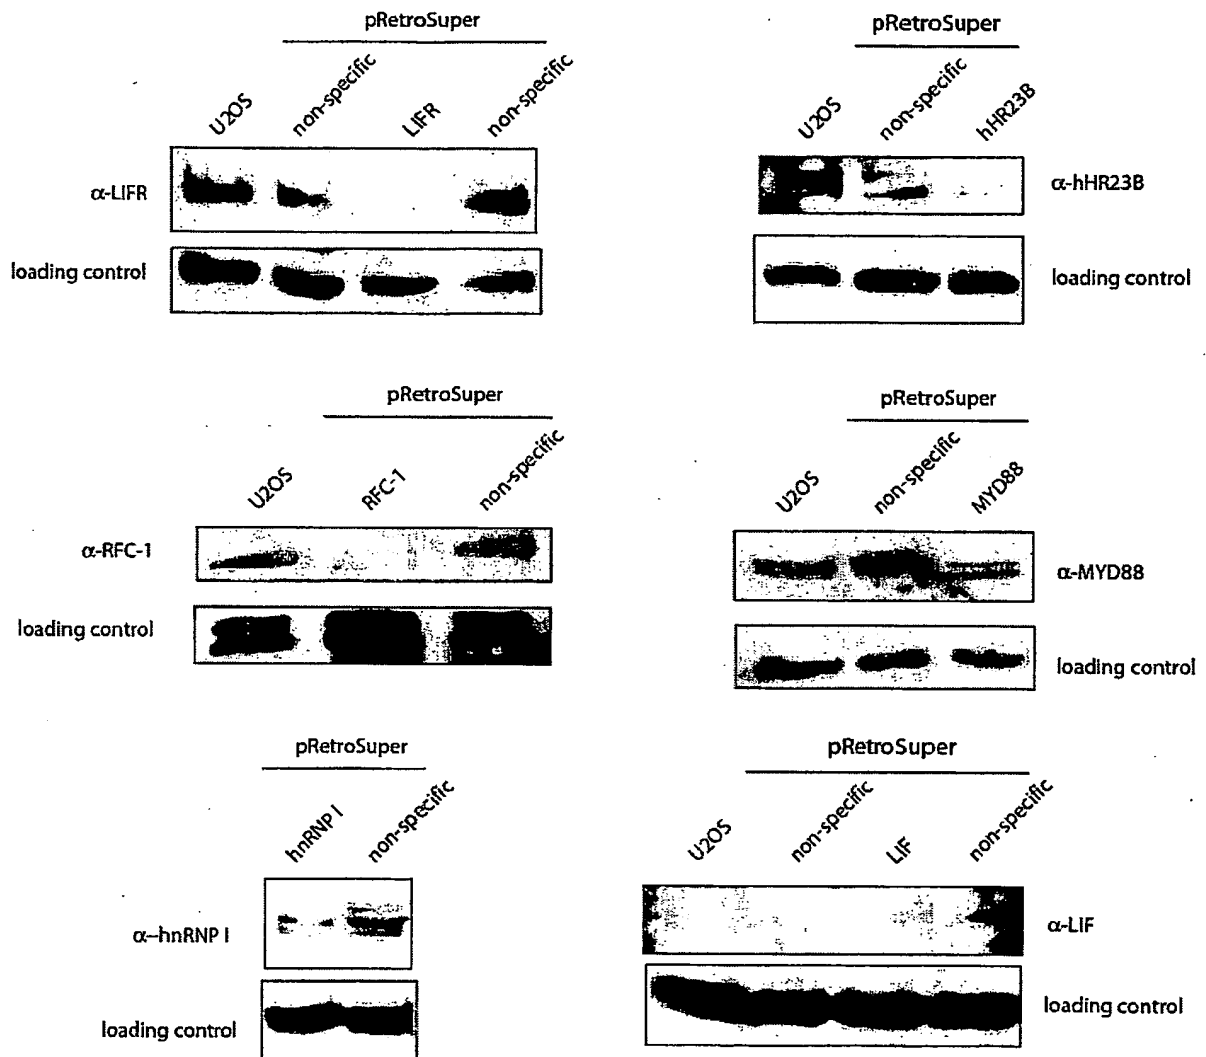 pRetroSuper
U2OS
non-specific
LIFR
non-specific
α-LIFR
loading control
pRetroSuper
U2OS
non-specific
hHR23B
α-hHR23B
loading control
pRetroSuper
U2OS
RFC-1
non-specific
α-RFC-1
loading control
pRetroSuper
U2OS
non-specific
MYD88
α-MYD88
loading control
pRetroSuper
hnRNP I
non-specific
α-hnRNP I
loading control
pRetroSuper
U2OS
non-specific
LIF
non-specific
α-LIF
loading control